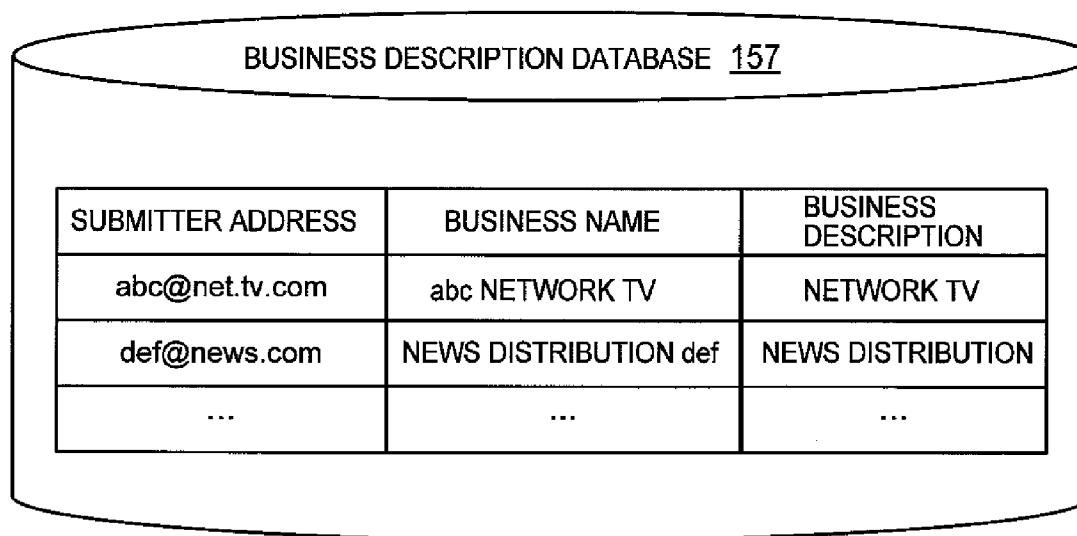 BUSINESS DESCRIPTION DATABASE 157
SUBMITTER ADDRESS BUSINESS NAME BUSINESS
DESCRIPTION
abc@net.tv.com abc NETWORK TV NETWORK TV
def@news.com NEWS DISTRIBUTION def NEWS DISTRIBUTION
... ... ...